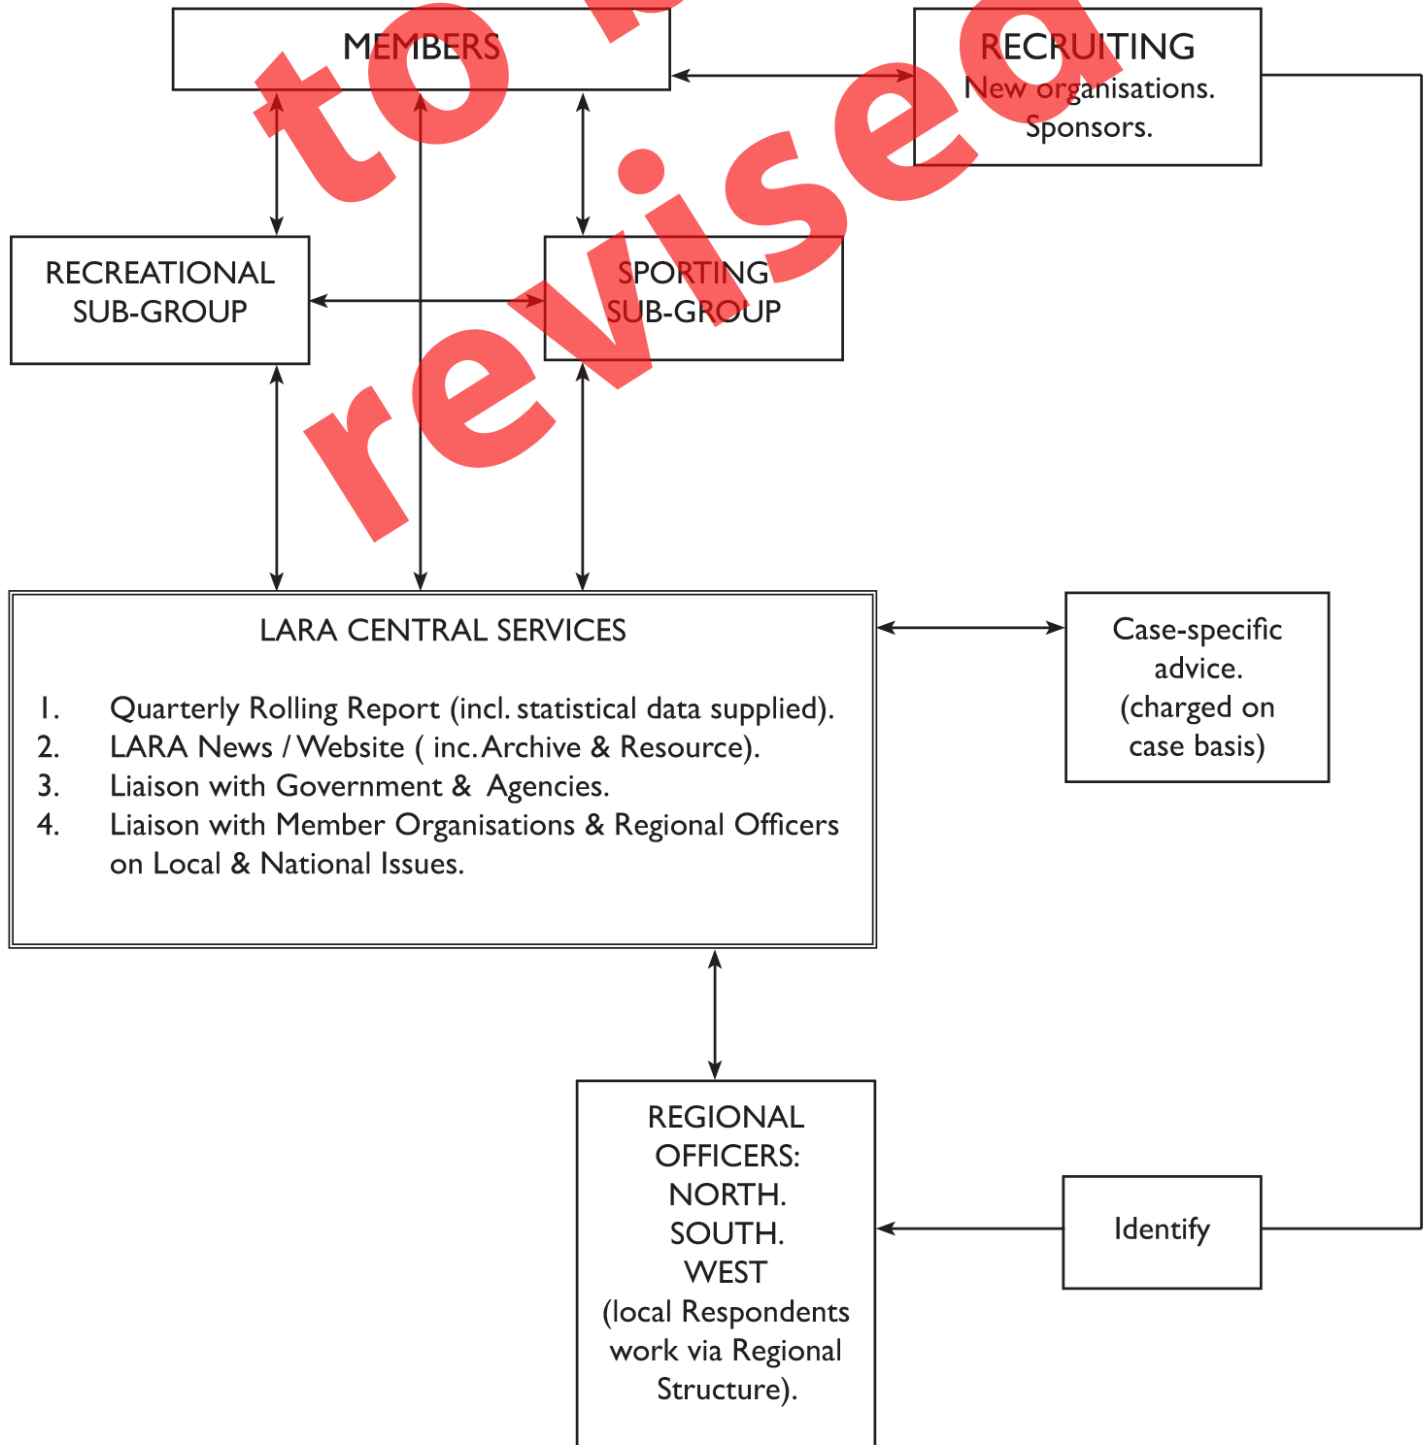 MEMBERS
RECRUITING
New organisations.
Sponsors.
RECREATIONAL
SUB-GROUP
SPORTING
SUB-GROUP
LARA CENTRAL SERVICES
1. Quarterly Rolling Report (incl. statistical data supplied).
2. LARA News / Website ( inc. Archive & Resource).
3. Liaison with Government & Agencies.
4. Liaison with Member Organisations & Regional Officers
on Local & National Issues.
Case-specific
advice.
(charged on
case basis)
REGIONAL
OFFICERS:
NORTH.
SOUTH.
WEST
(local Respondents
work via Regional
Structure).
Identify
to
revised